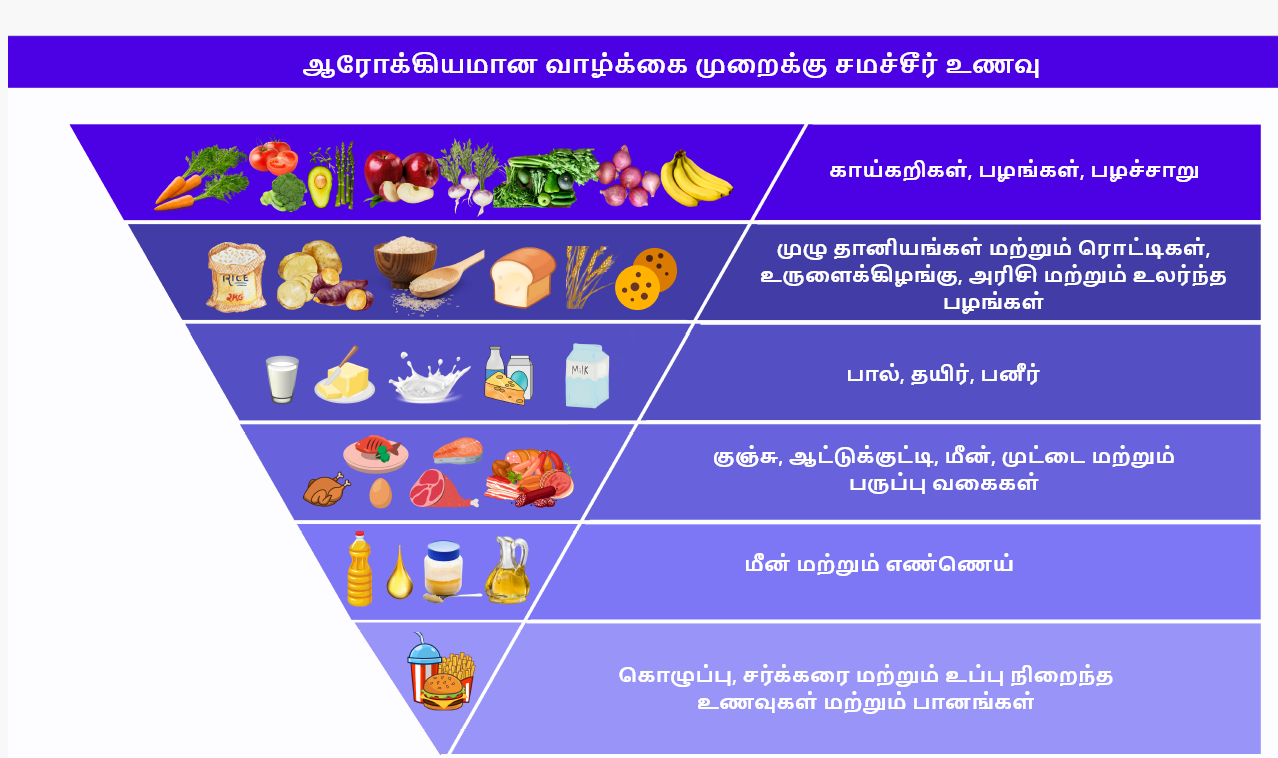 ஆரோக்கியமான வாழ்க்கை முறைக்கு சமச்சீர் உணவு
காய்கறிகள், பழங்கள், பழச்சாறு
முழு தானியங்கள் மற்றும் ரொட்டிகள்,
உருளைக்கிழங்கு, அரிசி மற்றும் உலர்ந்த
பழங்கள்
RICE
2KG
பால், தயிர், பனீர்
MILK
குஞ்சு, ஆட்டுக்குட்டி, மீன், முட்டை மற்றும்
பருப்பு வகைகள்
மீன் மற்றும் எண்ணெய்
கொழுப்பு, சர்க்கரை மற்றும் உப்பு நிறைந்த
உணவுகள் மற்றும் பானங்கள்